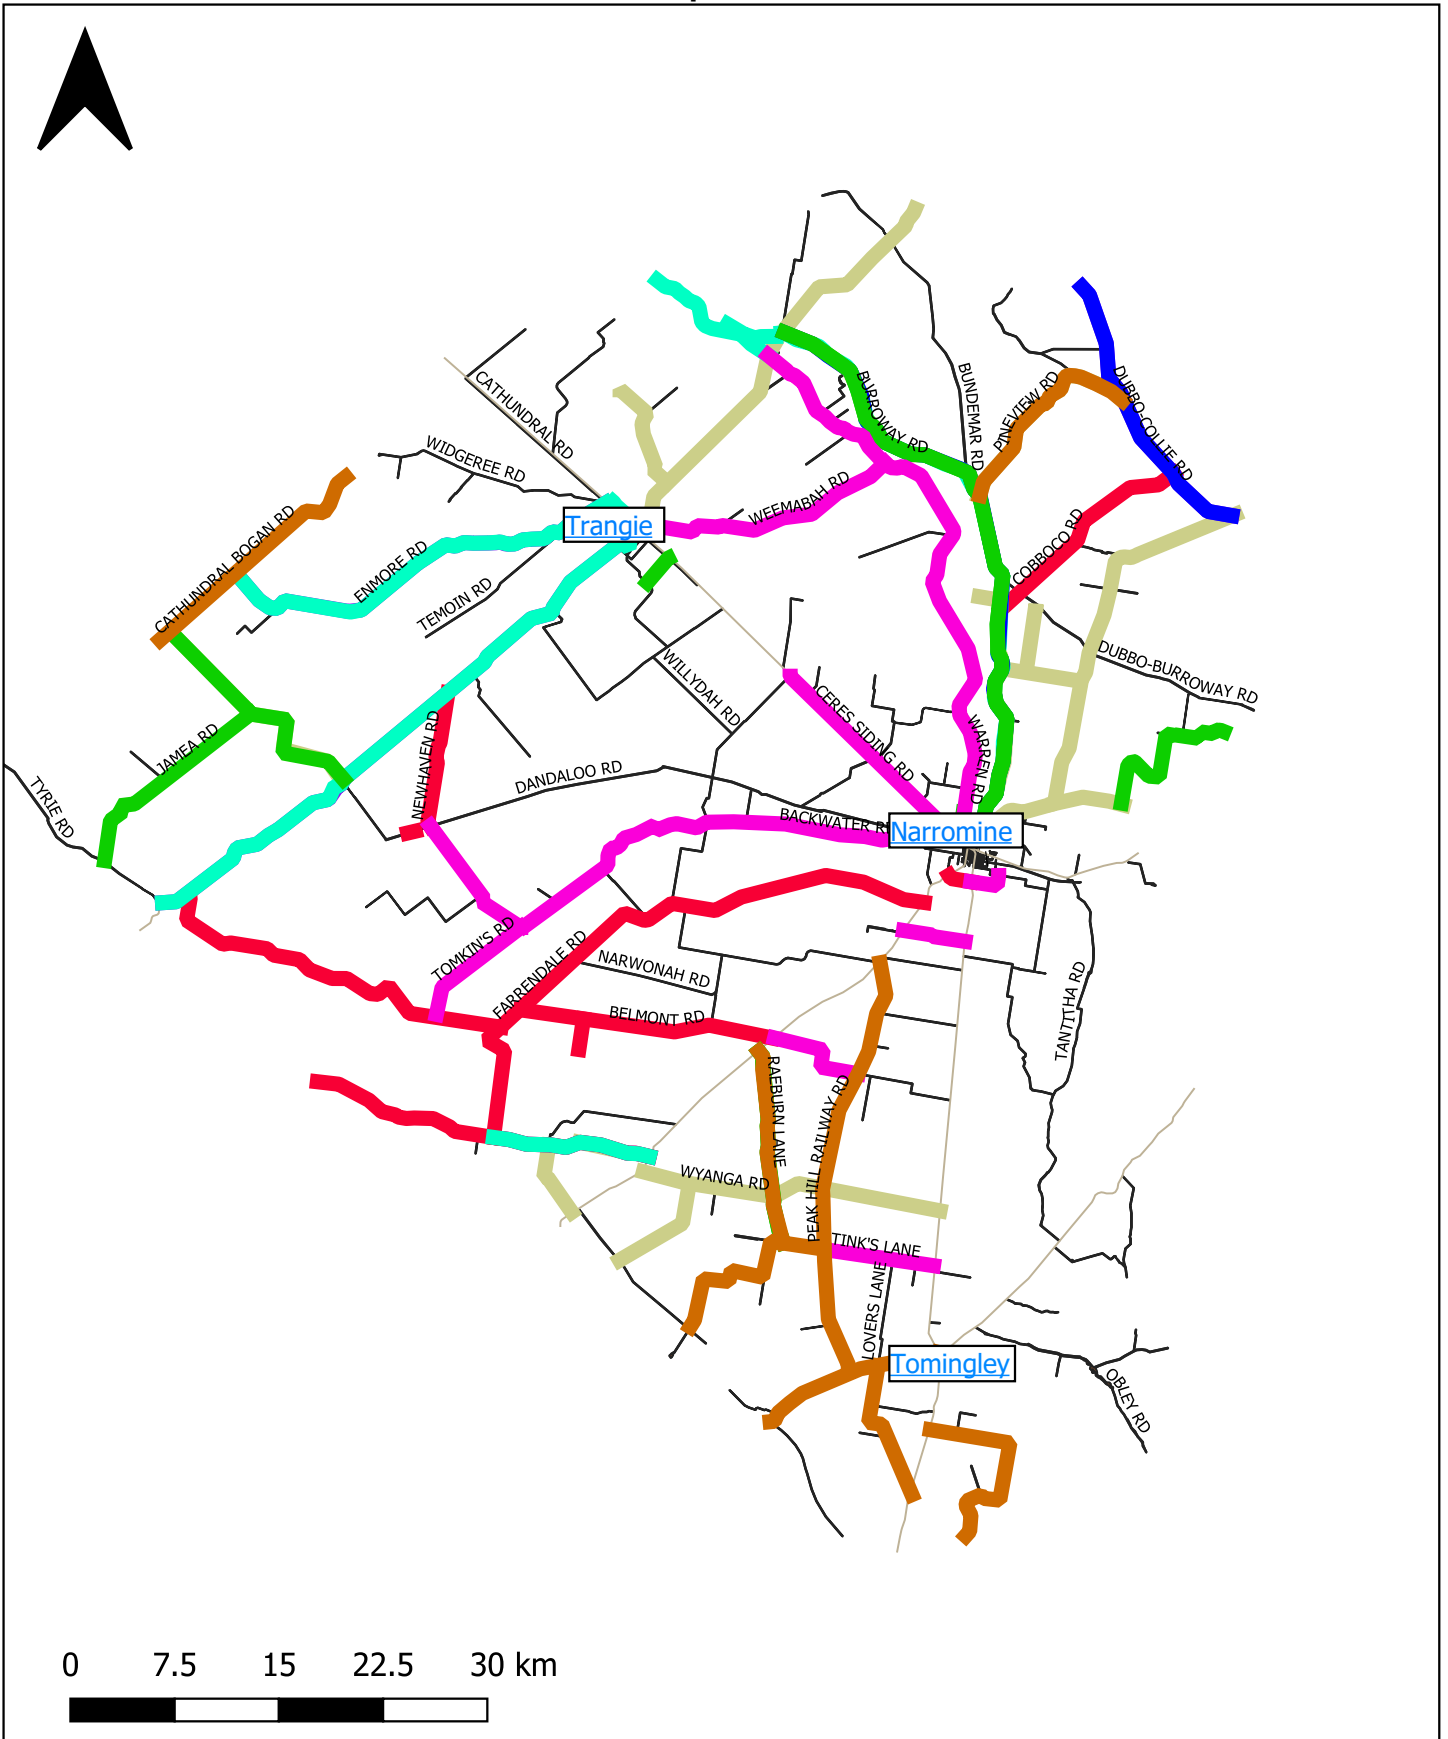 CATHUNDRAL RD
WIDGEREE RD
BURROWAY RD
BUNDEMAR RD
PINEVIEW RD
DUBBO-COLLIE RD
WEEMABAH RD
Trangie
CATHUNDRAL BOGAN RD
ENMORE RD
TEMOIN RD
COBBOCO RD
WILLYDAH RD
DUBBO-BURROWAY RD
CERES SIDING RD
WARREN RD
JAMEA RD
TYRIE RD
NEWHAVEN RD
DANDALOO RD
BACKWATER R
Narromine
TOMKIN'S RD
FARRENDALE RD
NARWONAH RD
BELMONT RD
TANTITHA RD
RAEBURN LANE
PEAK HILL RAILWAY RD
WYANGA RD
TINK'S LANE
LOVERS LANE
Tomingley
OBLEY RD
0 7.5 15 22.5 30 km